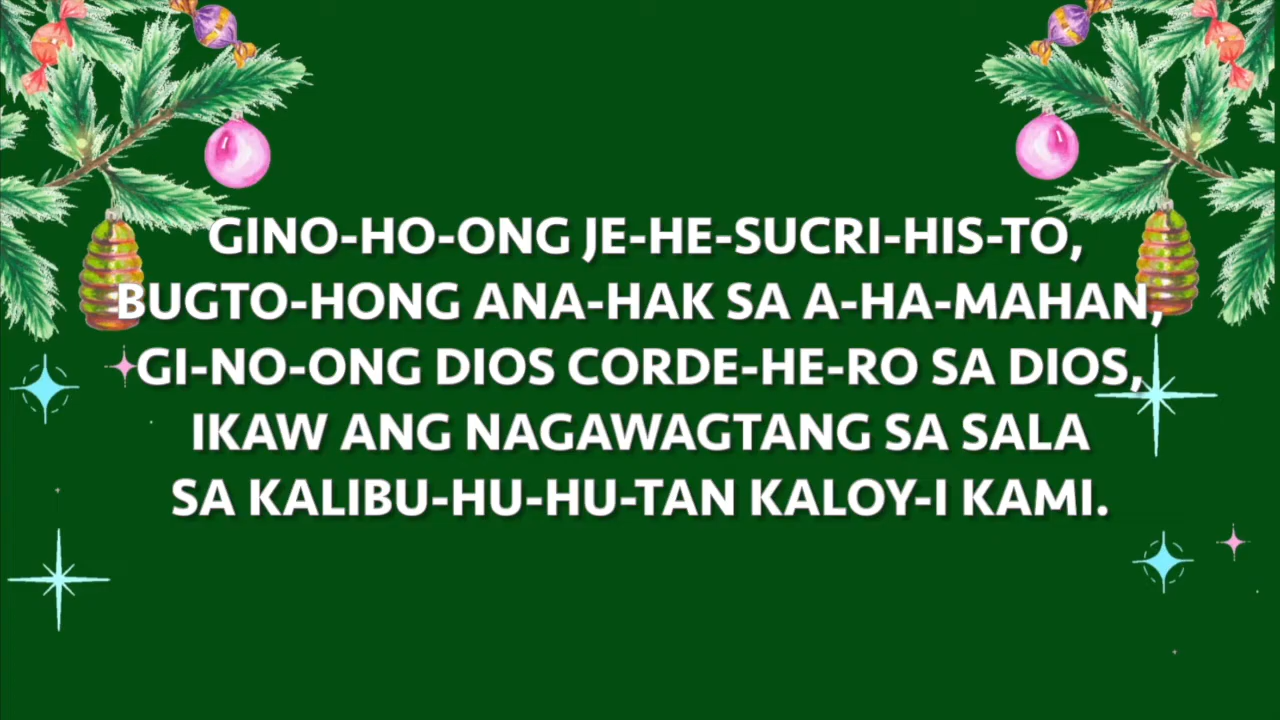 GINO-HO-ONG JE-HE-SUCRI-HIS-TO,
BUGTO-HONG ANA-HAK SA A-HA-MAHAN,
GI-NO-ONG DIOS CORDE-HE-RO SA DIOS,
IKAW ANG NAGAWAGTANG SA SALA
SA KALIBU-HU-HU-TAN KALOY-I KAMI.